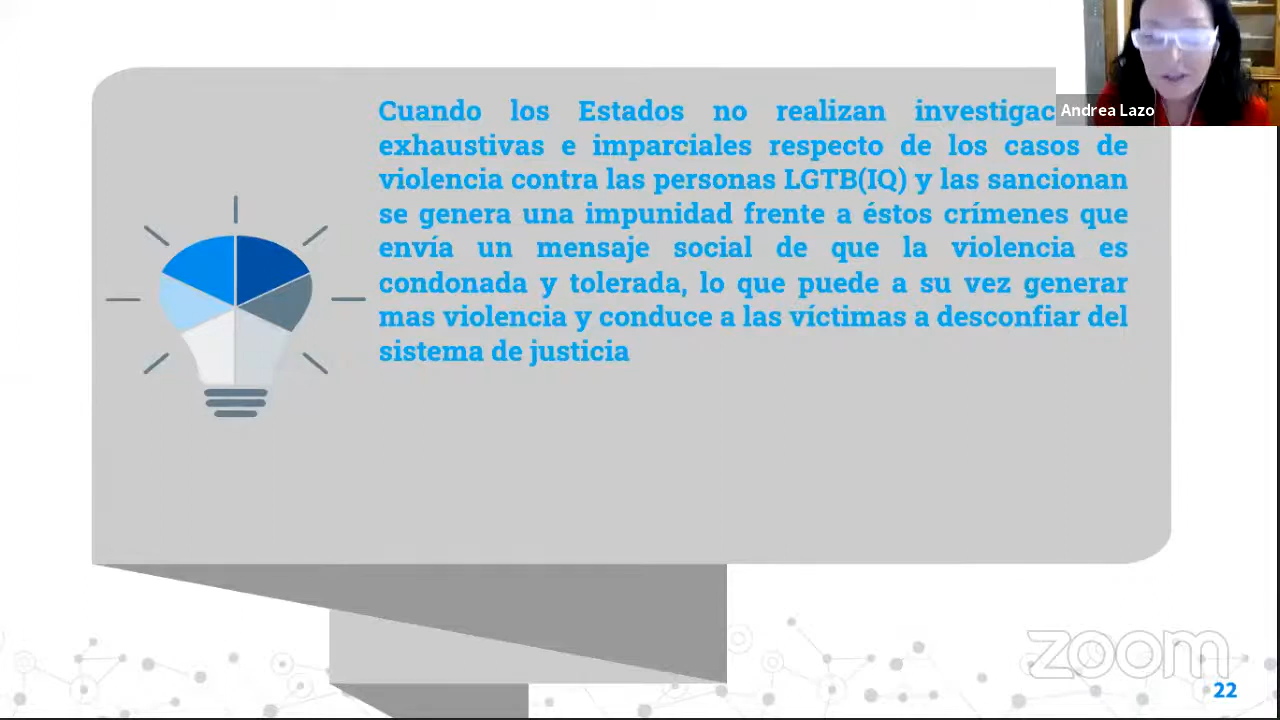 Cuando los Estados no realizan
exhaustivas e imparciales respecto de los casos de
violencia contra las personas LGTB(IQ) y las sancionan
se genera una impunidad frente a éstos crímenes que
envía un mensaje social de que la violencia es
condonada y tolerada, lo que puede a su vez generar
mas violencia y conduce a las víctimas a desconfiar del
sistema de justicia
Andrea Lazo
zoom
22